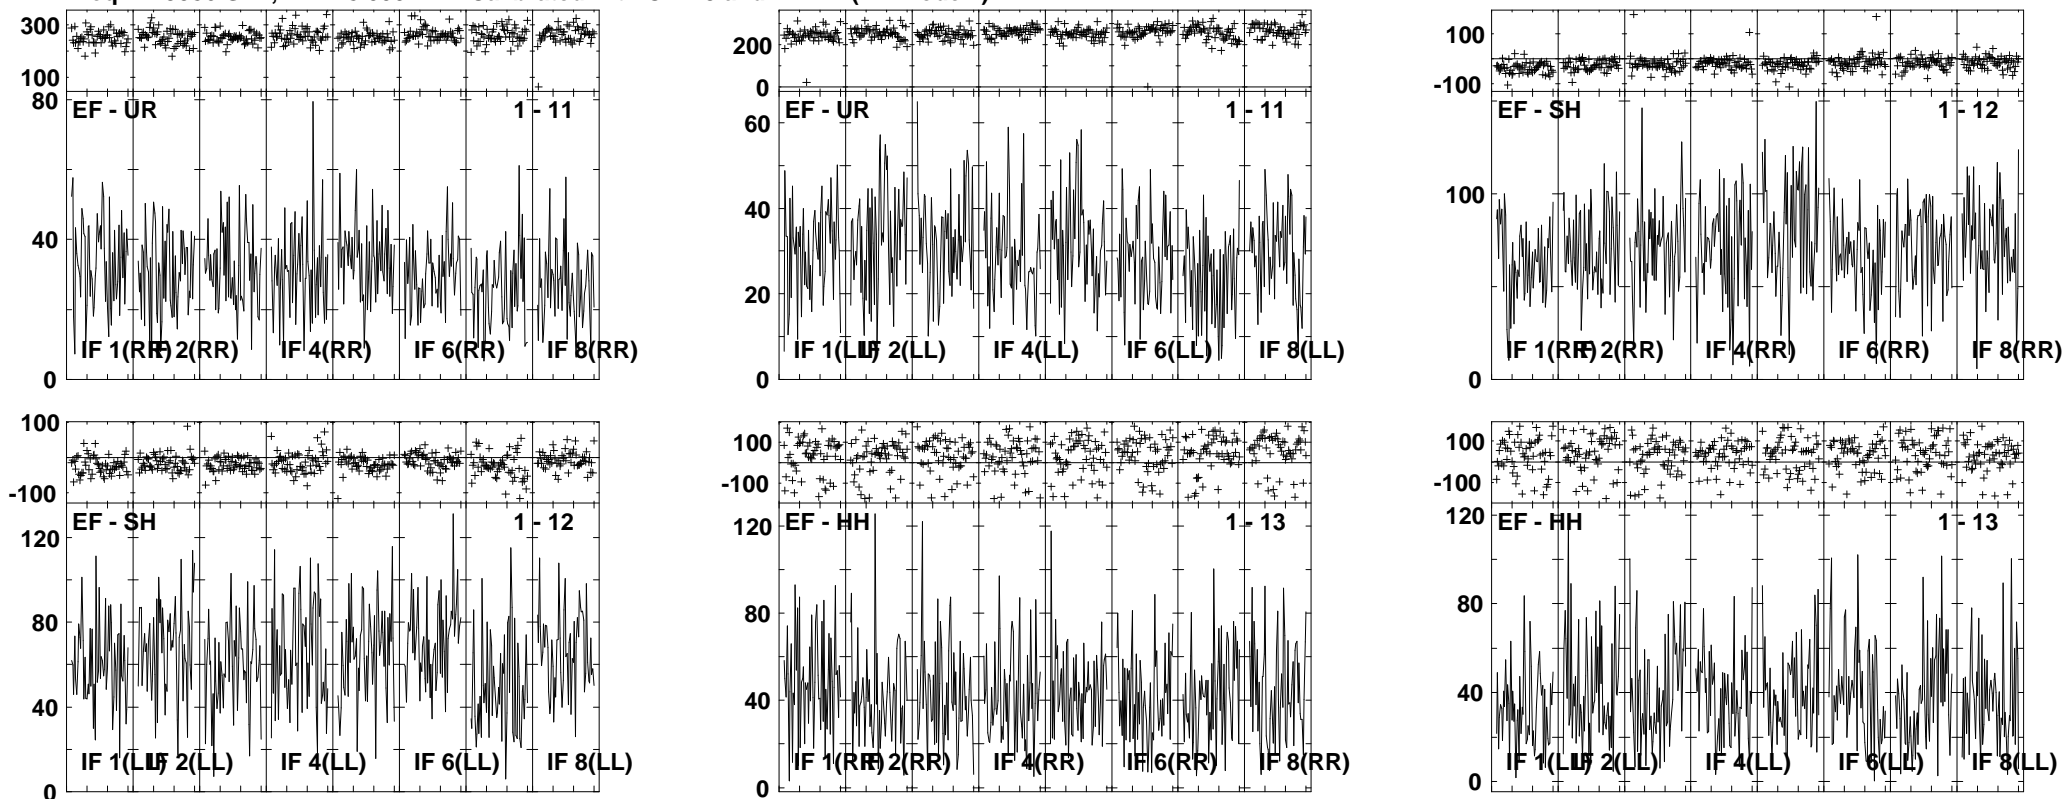 300
100
80
40
0
EF - UR
1 - 11
IF 1(RR)
IF 2(RR)
IF 4(RR)
IF 6(RR)
IF 8(RR)
200
0
60
40
20
0
EF - UR
1 - 11
IF 1(LL)
IF 2(LL)
IF 4(LL)
IF 6(LL)
IF 8(LL)
100
-100
100
0
EF - SH
1 - 12
IF 1(RR)
IF 2(RR)
IF 4(RR)
IF 6(RR)
IF 8(RR)
100
-100
120
80
40
0
EF - SH
1 - 12
IF 1(LL)
IF 2(LL)
IF 4(LL)
IF 6(LL)
IF 8(LL)
100
-100
120
80
40
0
EF - HH
1 - 13
IF 1(RR)
IF 2(RR)
IF 4(RR)
IF 6(RR)
IF 8(RR)
100
-100
120
80
40
0
EF - HH
1 - 13
IF 1(LL)
IF 2(LL)
IF 4(LL)
IF 6(LL)
IF 8(LL)